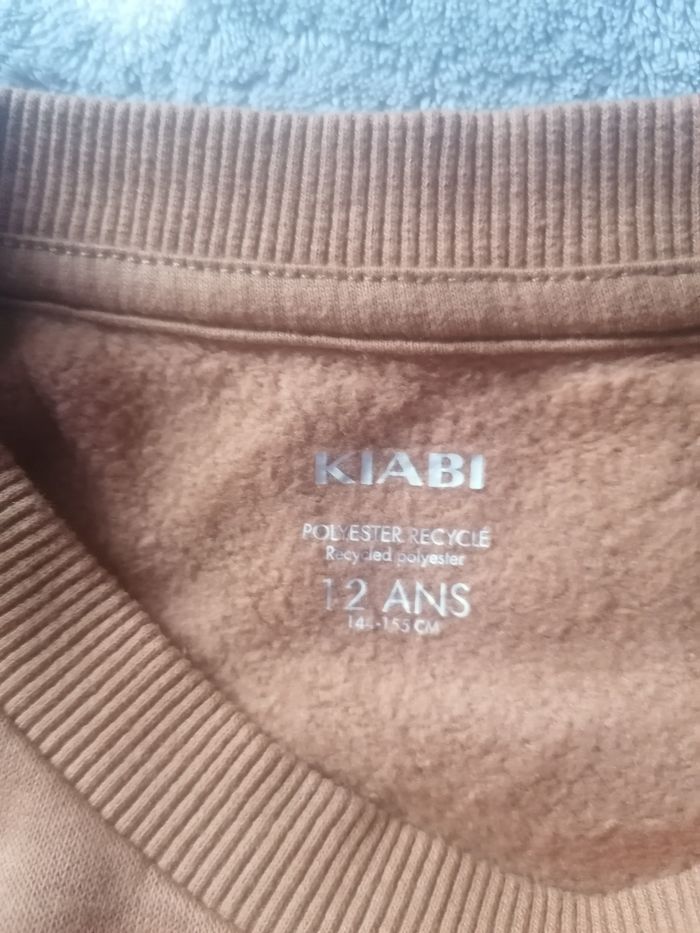 KIABI
POLYESTER RECYCLÉ
Recycled polyester
12 ANS
144-155 CM